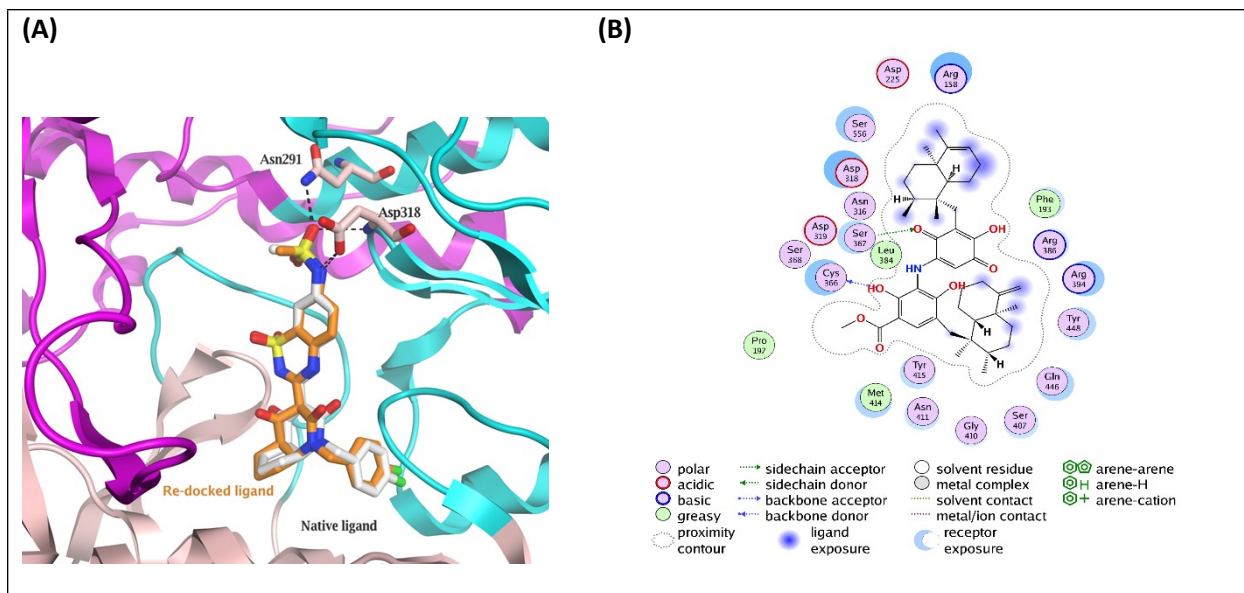 (A)
Asn291
Asp318
Re-docked ligand
Native ligand
(B)
Asp
225
Arg
158
Ser
556
Asp
318
Asn
316
Phe
193
Asp
319
Ser
367
Leu
384
Arg
386
Ser
368
Cys
366
Arg
394
Tyr
448
Pro
197
Tyr
415
Gln
446
Met
414
Asn
411
Gly
410
Ser
407
H
H
O
OH
HN
O
OH
OH
O
O
H
H
polar
acidic
basic
greasy
proximity
contour
sidechain acceptor
sidechain donor
backbone acceptor
backbone donor
ligand
exposure
solvent residue
metal complex
solvent contact
metal/ion contact
receptor
exposure
arene-arene
H arene-H
+ arene-cation